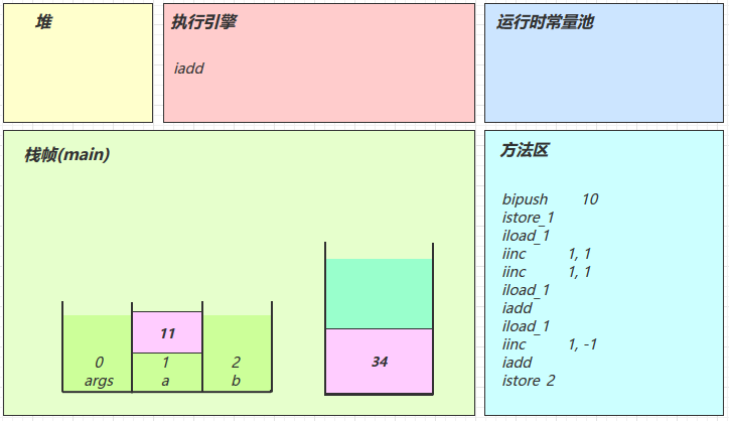 堆
执行引擎
iadd
运行时常量池
栈帧(main)
11
0
args
1
a
2
b
34
方法区
bipush 10
istore_1
iload_1
iinc 1, 1
iinc 1, 1
iload_1
iadd
iload_1
iinc 1, -1
iadd
istore 2